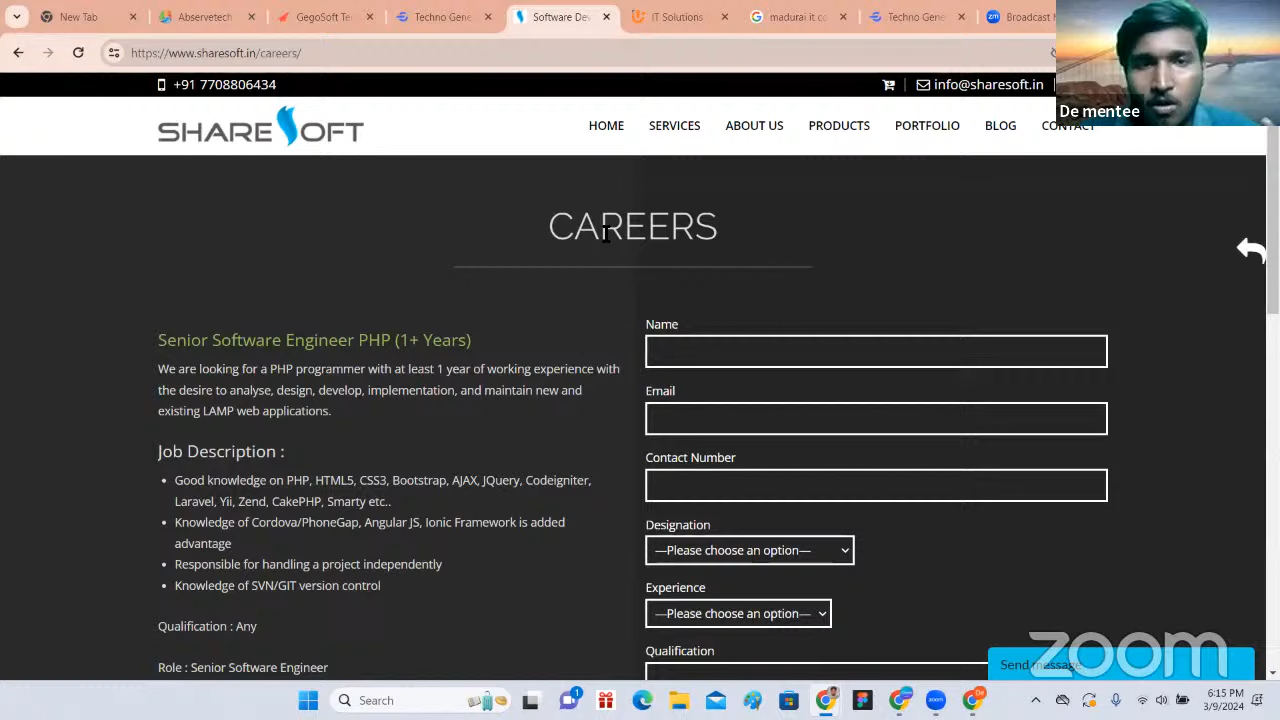 New Tab
Abservetech
GegoSoft Tec
Techno Gene
Software Dev
IT Solutions
madurai it co
Techno Gene
Broadcast M
https://www.sharesoft.in/careers/
+91 7708806434
info@sharesoft.in
De mentee
SHARESOFT
HOME
SERVICES
ABOUT US
PRODUCTS
PORTFOLIO
BLOG
CONTACT
CAREERS
Senior Software Engineer PHP (1+ Years)
We are looking for a PHP programmer with at least 1 year of working experience with
the desire to analyse, design, develop, implementation, and maintain new and
existing LAMP web applications.
Job Description :
Good knowledge on PHP, HTML5, CSS3, Bootstrap, AJAX, JQuery, Codeigniter,
Laravel, Yii, Zend, CakePHP, Smarty etc..
Knowledge of Cordova/PhoneGap, Angular JS, Ionic Framework is added
advantage
Responsible for handling a project independently
Knowledge of SVN/GIT version control
Qualification : Any
Role : Senior Software Engineer
Name
Email
Contact Number
Designation
—Please choose an option—
Experience
—Please choose an option—
Qualification
Send message
zoom
Search
1
6:15 PM
3/9/2024